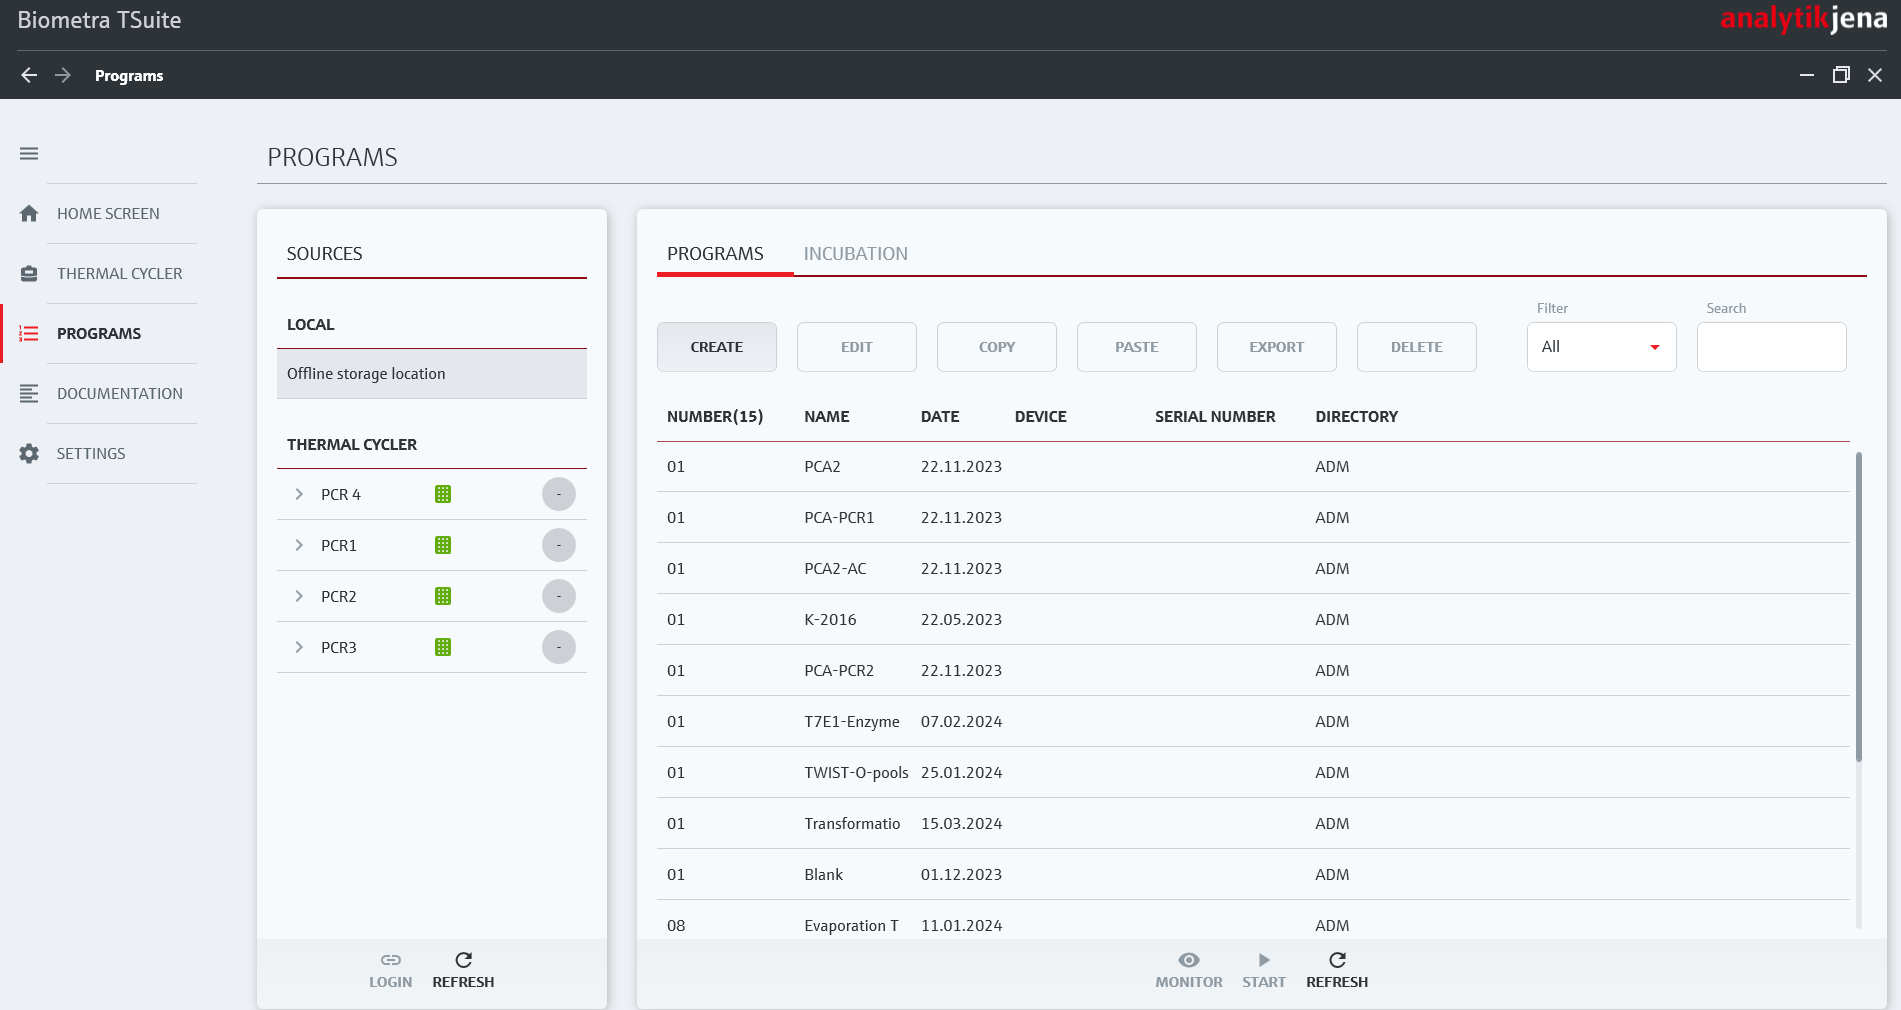 Biometra TSuite
analytikjena
Programs
PROGRAMS
HOME SCREEN
THERMAL CYCLER
PROGRAMS
DOCUMENTATION
SETTINGS
SOURCES
LOCAL
Offline storage location
THERMAL CYCLER
PCR 4 -
PCR1 -
PCR2 -
PCR3 -
LOGIN REFRESH
PROGRAMS INCUBATION
Filter Search
CREATE EDIT COPY PASTE EXPORT DELETE All
NUMBER(15) NAME DATE DEVICE SERIAL NUMBER DIRECTORY
01 PCA2 22.11.2023 ADM
01 PCA-PCR1 22.11.2023 ADM
01 PCA2-AC 22.11.2023 ADM
01 K-2016 22.05.2023 ADM
01 PCA-PCR2 22.11.2023 ADM
01 T7E1-Enzyme 07.02.2024 ADM
01 TWIST-O-pools 25.01.2024 ADM
01 Transformatio 15.03.2024 ADM
01 Blank 01.12.2023 ADM
08 Evaporation T 11.01.2024 ADM
MONITOR START REFRESH